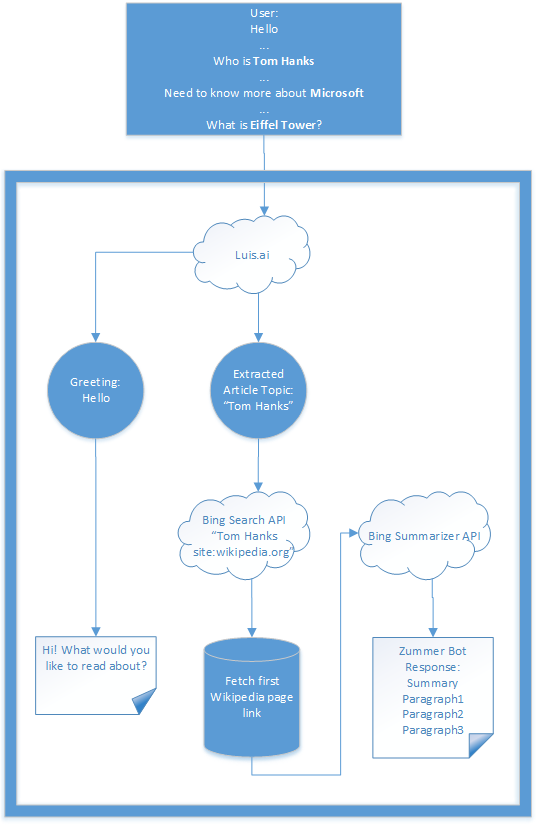 User:
Hello
...
Who is Tom Hanks
...
Need to know more about Microsoft
...
What is Eiffel Tower?
Luis.ai
Greeting:
Hello
Extracted
Article Topic:
“Tom Hanks”
Bing Search API
“Tom Hanks
site:wikipedia.org”
Bing Summarizer API
Hi! What would you
like to read about?
Fetch first
Wikipedia page
link
Zummer Bot
Response:
Summary
Paragraph1
Paragraph2
Paragraph3